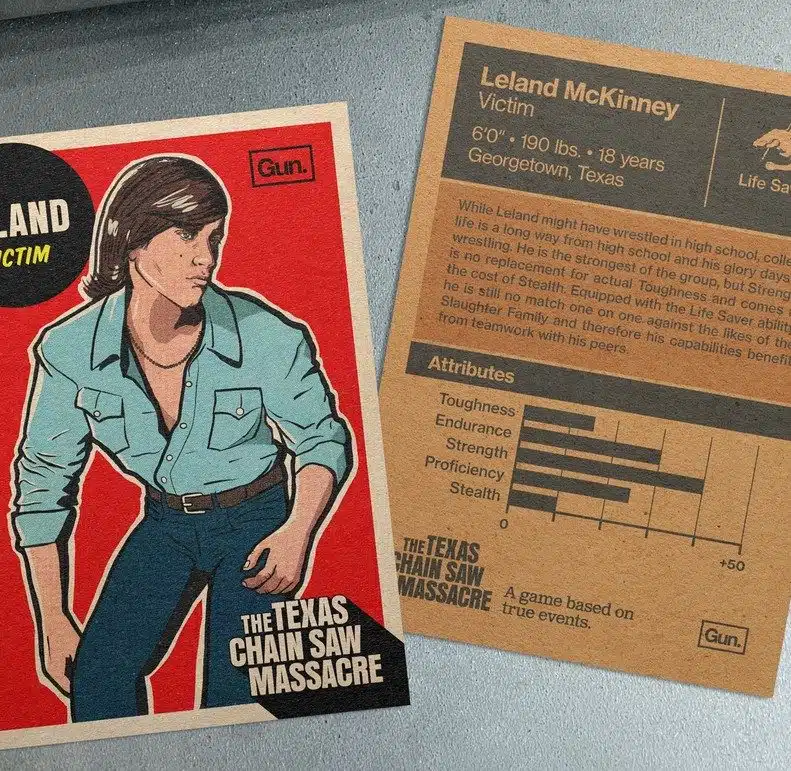 Gun.
LAND
CTIM
THE TEXAS
CHAIN SAW
MASSACRE
Leland McKinney
Victim
6'0" • 190 lbs. • 18 years
Georgetown, Texas
Life Sa
While Leland might have wrestled in high school, colle
life is a long way from high school and his glory days
wrestling. He is the strongest of the group, but Streng
is no replacement for actual Toughness and comes
the cost of Stealth. Equipped with the Life Saver ability
he is still no match one on one against the likes of the
Slaughter Family and therefore his capabilities benefit
from teamwork with his peers.
Attributes
Toughness
Endurance
Strength
Proficiency
Stealth
0
+50
THE TEXAS
CHAIN SAW
MASSACRE
A game based on
true events.
Gun.